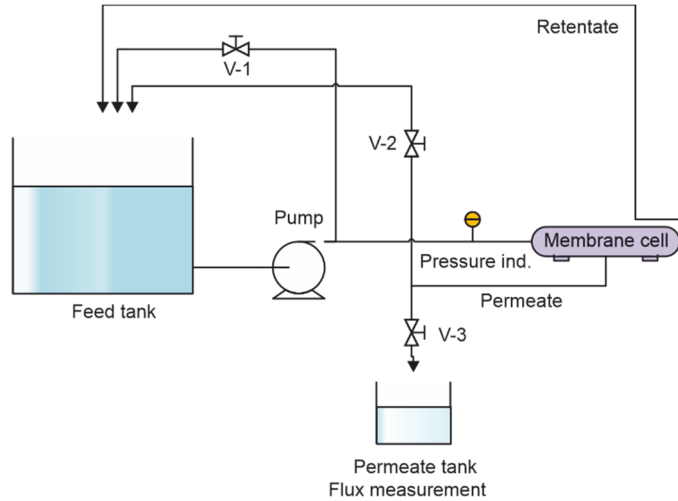 Retentate
V-1
V-2
Pump
Membrane cell
Pressure ind.
Permeate
Feed tank
V-3
Permeate tank
Flux measurement